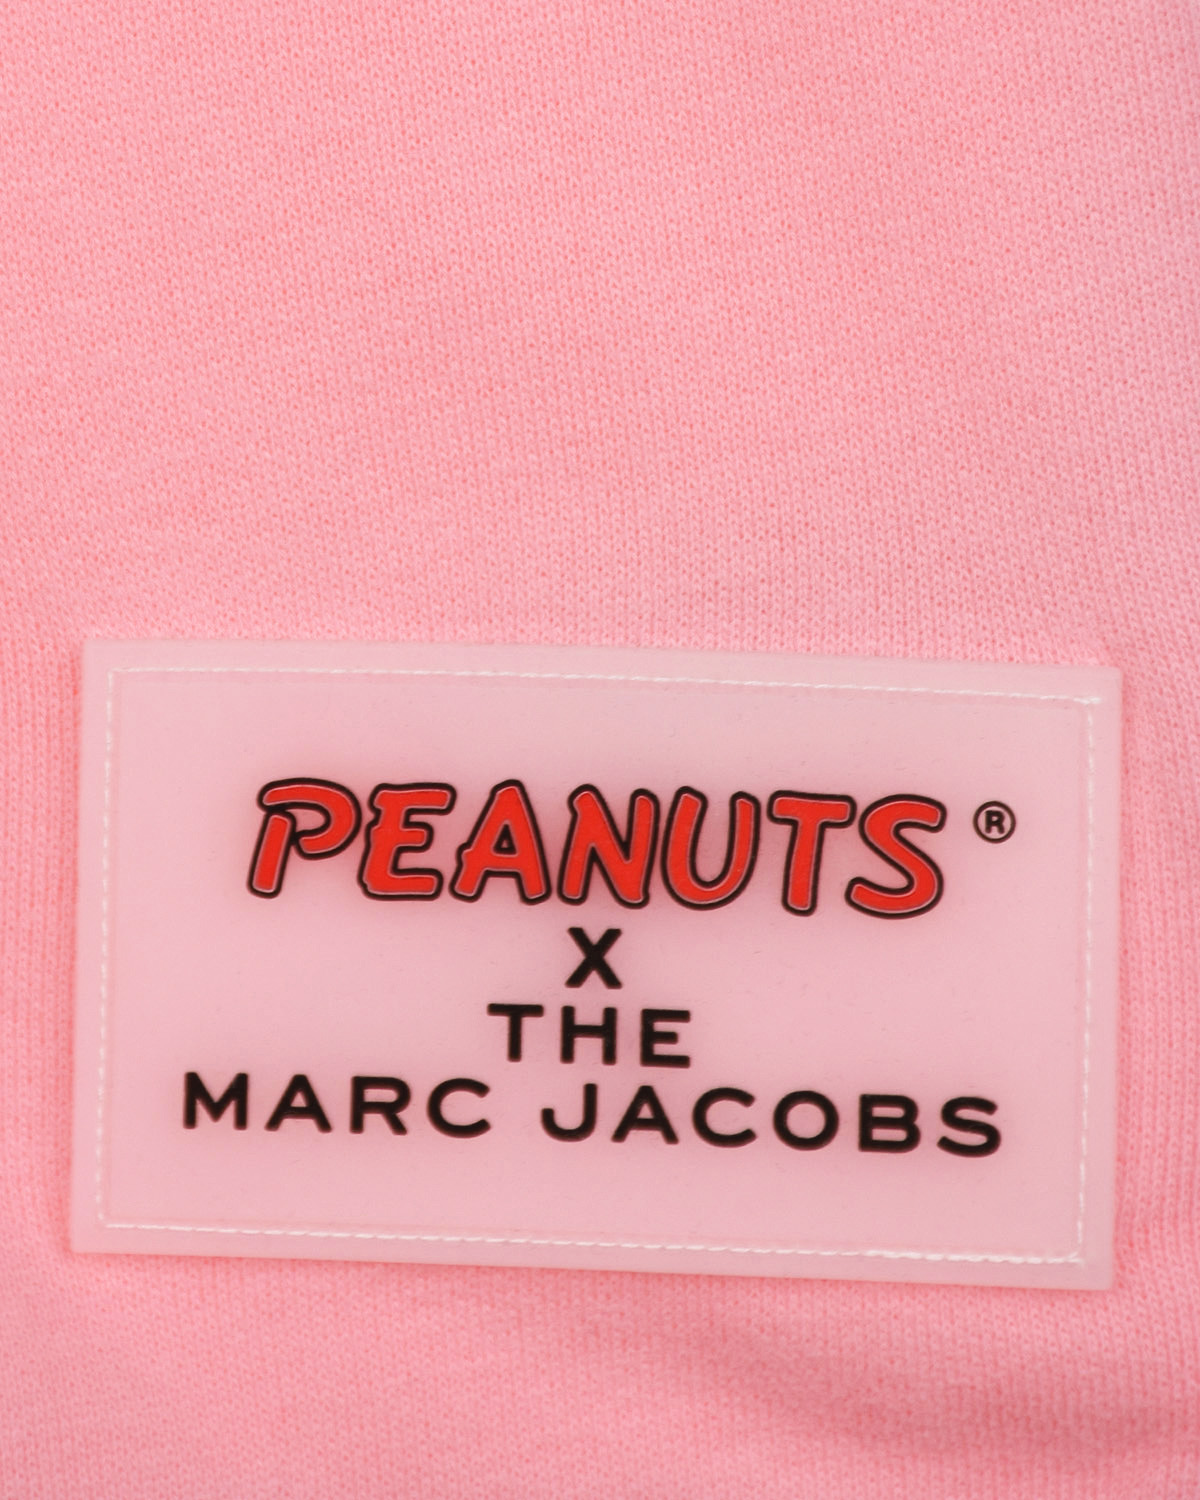 PEANUTS®
X
THE
MARC JACOBS